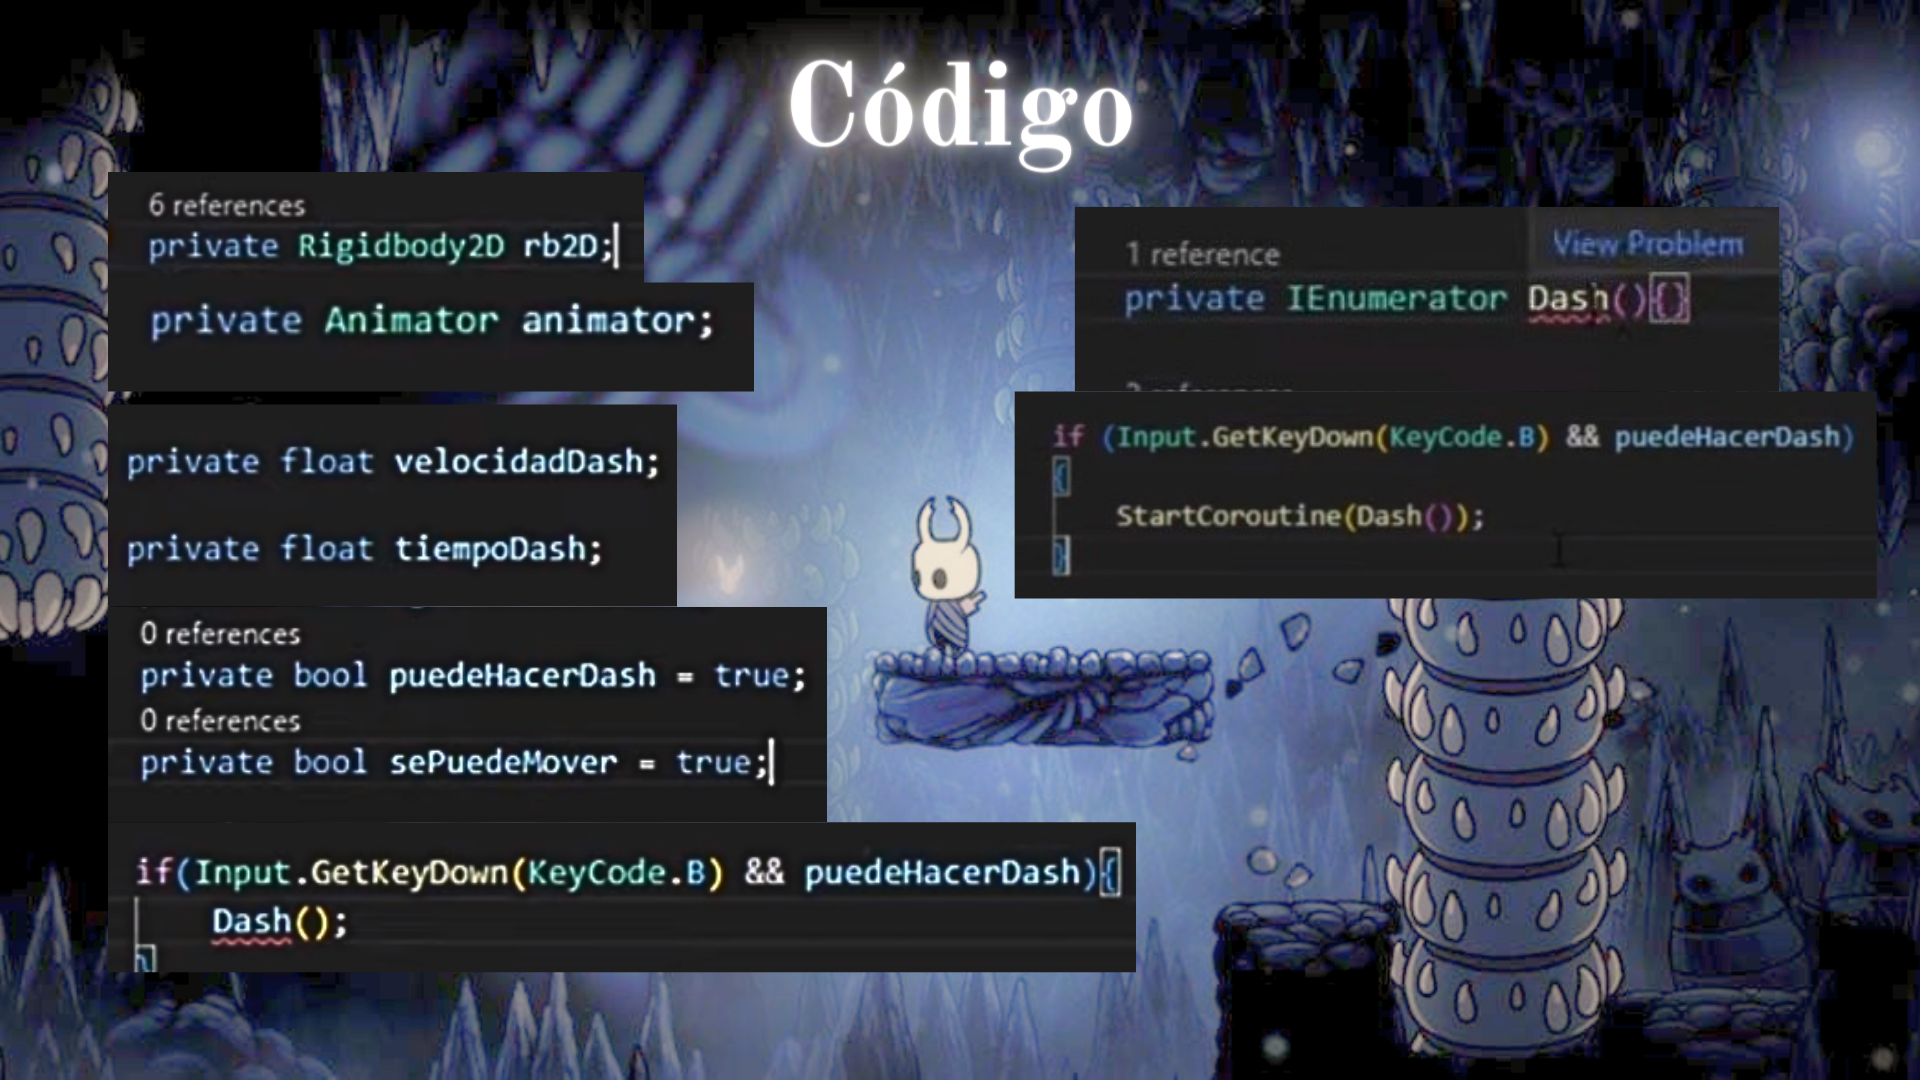 Código
6 references
private Rigidbody2D rb2D;
private Animator animator;
private float velocidadDash;
private float tiempoDash;
0 references
private bool puedeHacerDash = true;
0 references
private bool sePuedeMover = true;
if(Input.GetKeyDown(KeyCode.B) && puedeHacerDash){
Dash();
}
View Problem
1 reference
private IEnumerator Dash(){}
if (Input.GetKeyDown(KeyCode.B) && puedeHacerDash)
{
StartCoroutine(Dash());
}